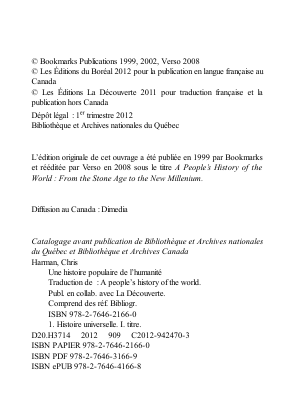 © Bookmarks Publications 1999, 2002, Verso 2008
© Les Éditions du Boréal 2012 pour la publication en langue française au
Canada
© Les Éditions La Découverte 2011 pour traduction française et la
publication hors Canada
Dépôt légal : 1er trimestre 2012
Bibliothèque et Archives nationales du Québec
L'édition originale de cet ouvrage a été publiée en 1999 par Bookmarks
et rééditée par Verso en 2008 sous le titre A People's History of the
World : From the Stone Age to the New Millenium.
Diffusion au Canada : Dimedia
Catalogage avant publication de Bibliothèque et Archives nationales
du Québec et Bibliothèque et Archives Canada
Harman, Chris
Une histoire populaire de l'humanité
Traduction de : A people's history of the world.
Publ. en collab. avec La Découverte.
Comprend des réf. Bibliogr.
ISBN 978-2-7646-2166-0
1. Histoire universelle. I. titre.
D20.H3714 2012 909 C2012-942470-3
ISBN PAPIER 978-2-7646-2166-0
ISBN PDF 978-2-7646-3166-9
ISBN ePUB 978-2-7646-4166-8